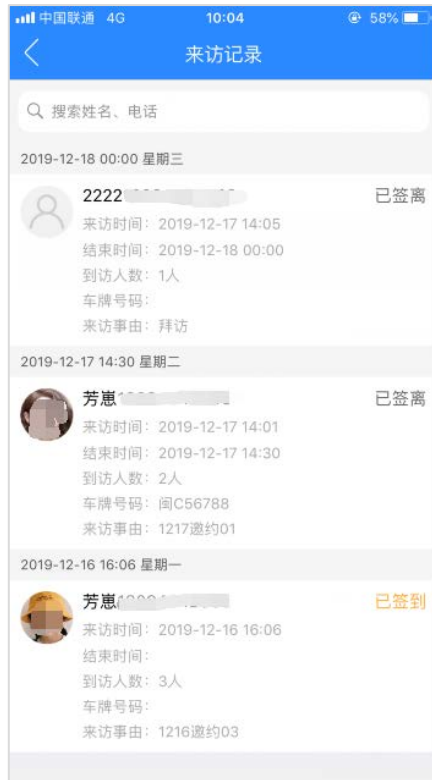 中国联通 4G 10:04 58%
来访记录
搜索姓名、电话
2019-12-18 00:00 星期三
2222 已签离
来访时间：2019-12-17 14:05
结束时间：2019-12-18 00:00
到访人数：1人
车牌号码：
来访事由：拜访
2019-12-17 14:30 星期二
芳崽 已签离
来访时间：2019-12-17 14:01
结束时间：2019-12-17 14:30
到访人数：2人
车牌号码：闽C56788
来访事由：1217邀约01
2019-12-16 16:06 星期一
芳崽 已签到
来访时间：2019-12-16 16:06
结束时间：
到访人数：3人
车牌号码：
来访事由：1216邀约03